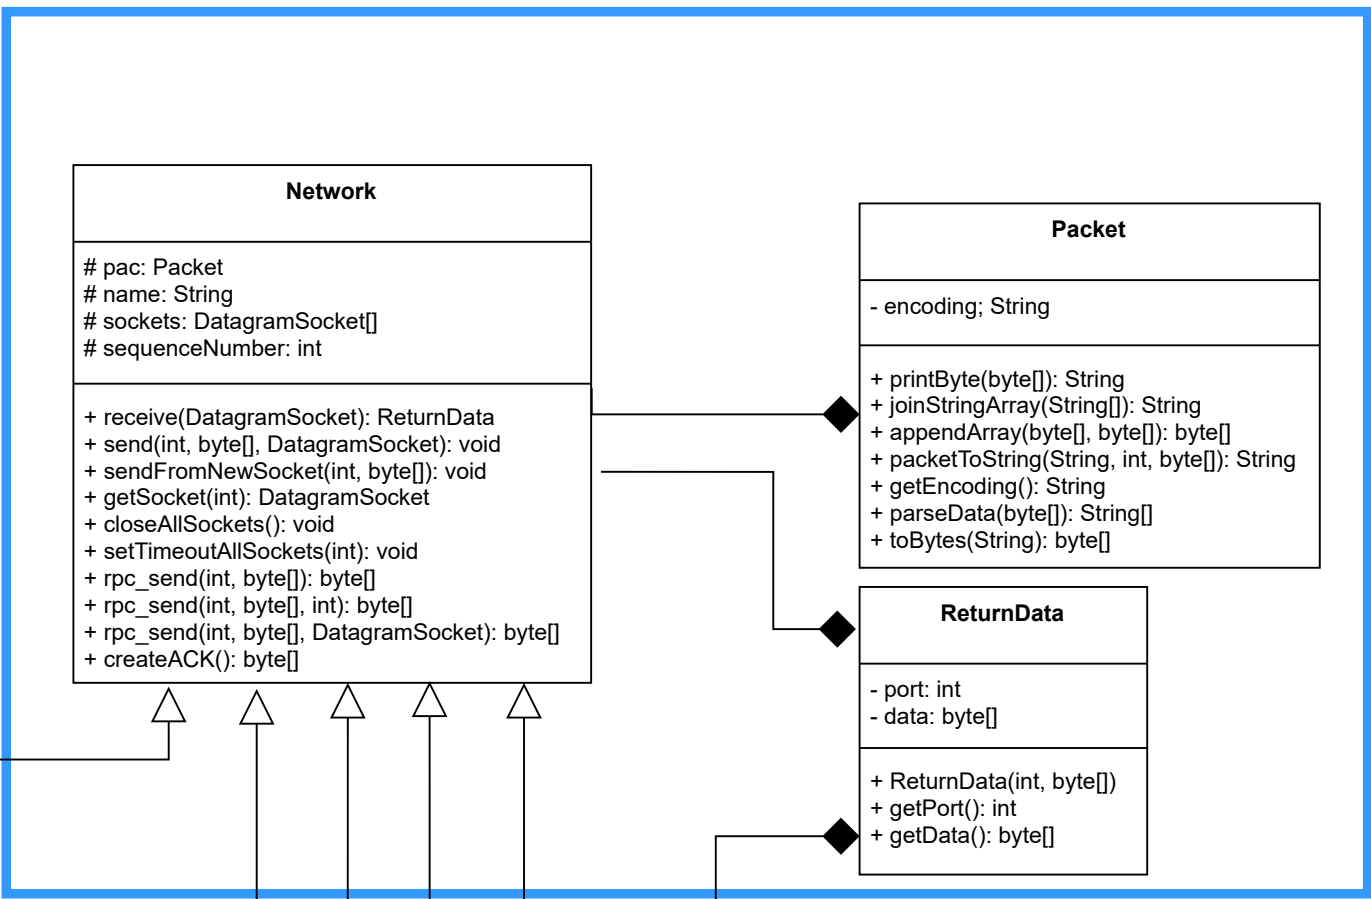 Network
# pac: Packet
# name: String
# sockets: DatagramSocket[]
# sequenceNumber: int
+ receive(DatagramSocket): ReturnData
+ send(int, byte[], DatagramSocket): void
+ sendFromNewSocket(int, byte[]): void
+ getSocket(int): DatagramSocket
+ closeAllSockets(): void
+ setTimeoutAllSockets(int): void
+ rpc_send(int, byte[]): byte[]
+ rpc_send(int, byte[], int): byte[]
+ rpc_send(int, byte[], DatagramSocket): byte[]
+ createACK(): byte[]
Packet
- encoding; String
+ printByte(byte[]): String
+ joinStringArray(String[]): String
+ appendArray(byte[], byte[]): byte[]
+ packetToString(String, int, byte[]): String
+ getEncoding(): String
+ parseData(byte[]): String[]
+ toBytes(String): byte[]
ReturnData
- port: int
- data: byte[]
+ ReturnData(int, byte[])
+ getPort(): int
+ getData(): byte[]